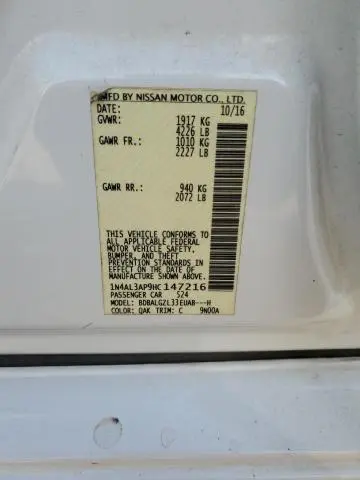 MFD BY NISSAN MOTOR CO., LTD.
DATE: 10/16
GVWR: 1917 KG
4226 LB
GAWR FR.: 1010 KG
2227 LB
GAWR RR.: 940 KG
2072 LB
THIS VEHICLE CONFORMS
TO ALL APPLICABLE FEDERAL
MOTOR VEHICLE SAFETY,
BUMPER, AND THEFT
PREVENTION STANDARDS IN
EFFECT ON THE DATE OF
MANUFACTURE SHOWN ABOVE.
1N4AL3AP9HC147216
PASSENGER CAR S24
MODEL: BDBALGZL33EUAB---H
COLOR: QAK TRIM: C 9N00A